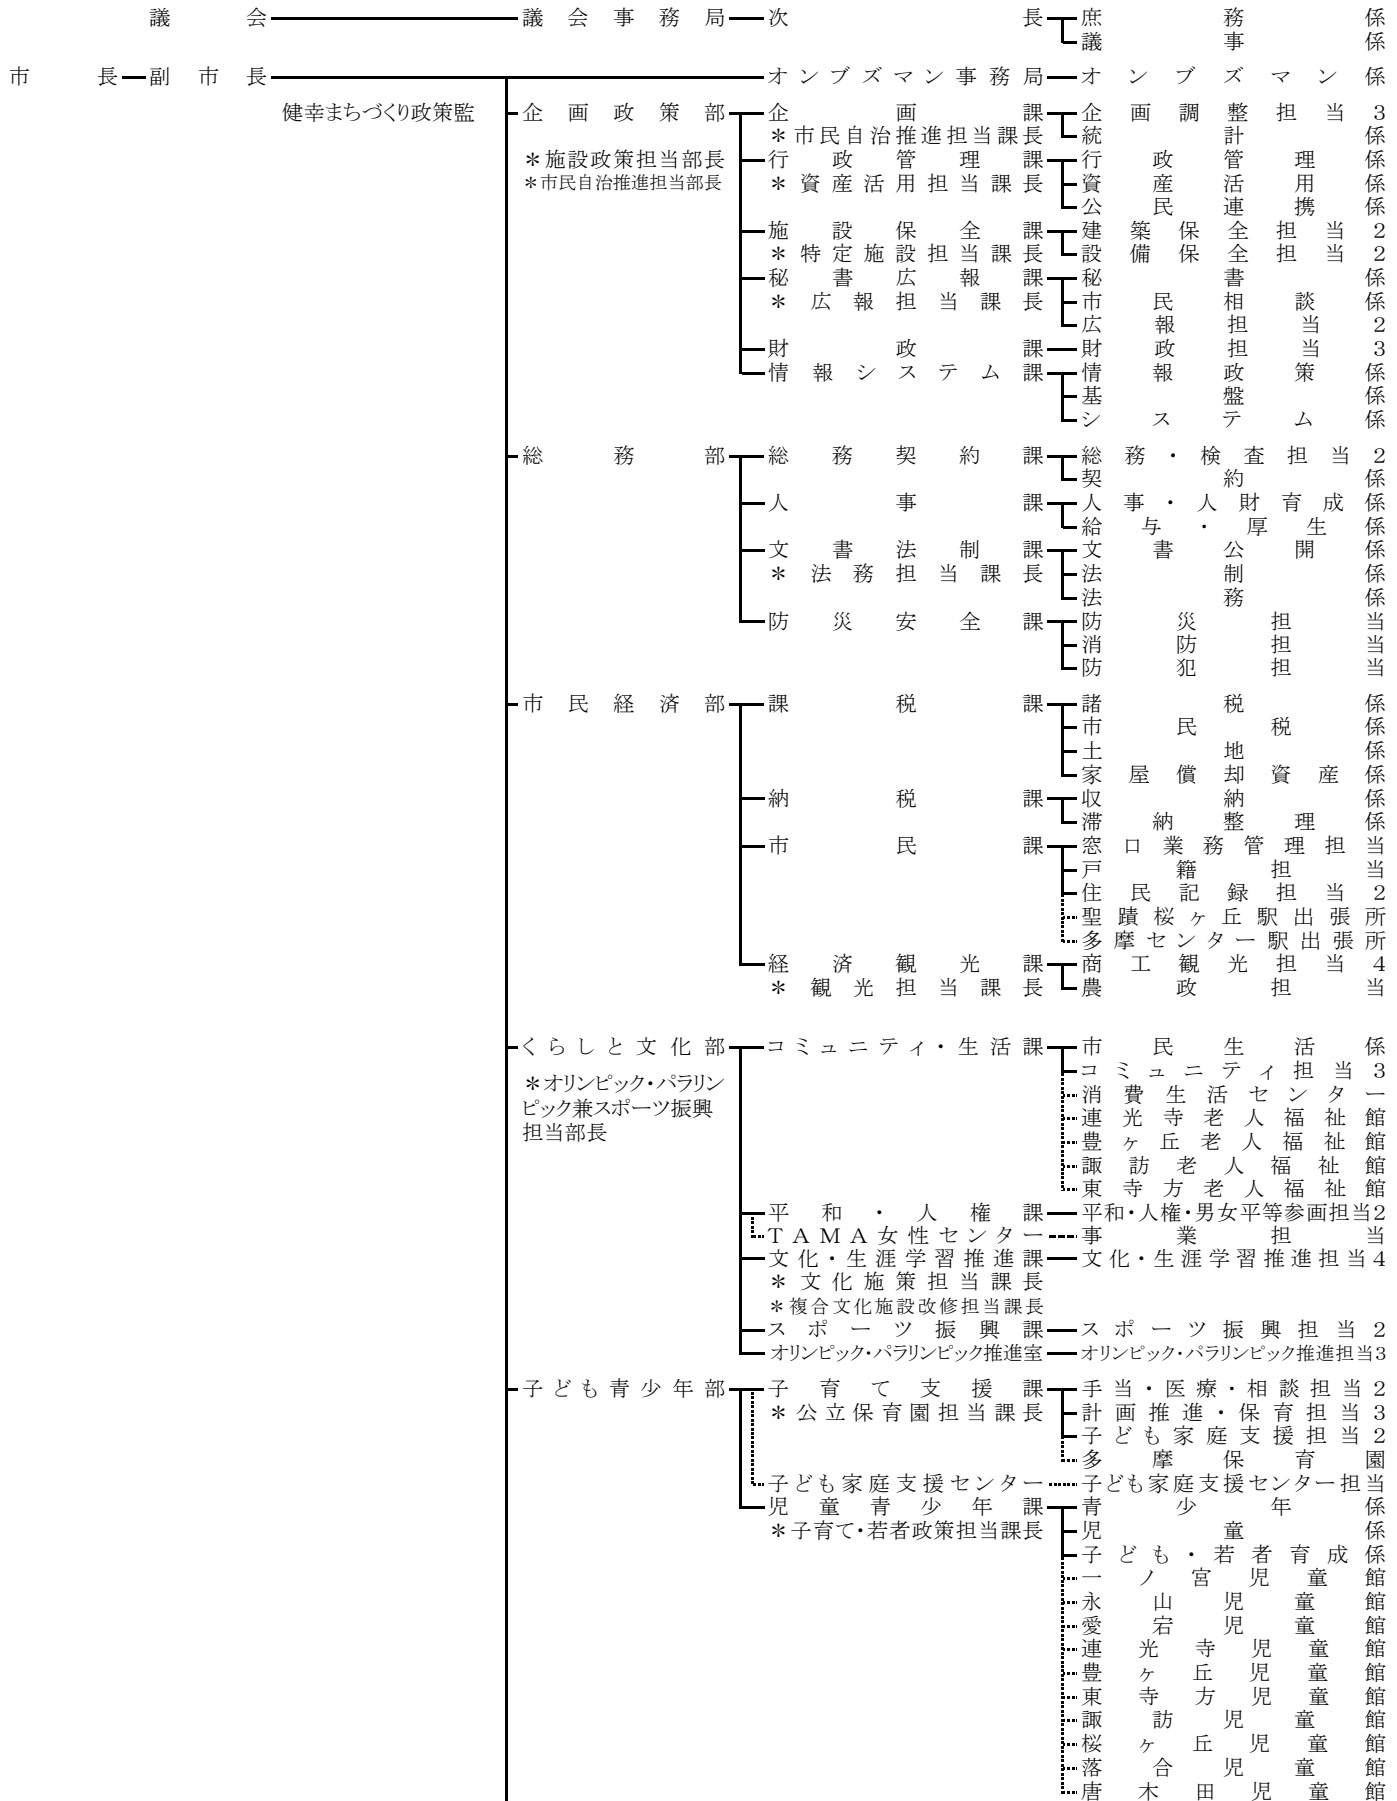 議会 議会事務局 次長 庶務係
議事係
市長 副市長 オンブズマン事務局 オンブズマン係
健幸まちづくり政策監 企画政策部 企画課 企画調整担当3
＊市民自治推進担当課長 統計係
＊施設政策担当部長 行政管理課 行政管理係
＊市民自治推進担当部長 ＊資産活用担当課長 資産活用係
公民連携係
施設保全課 建築保全担当2
＊特定施設担当課長 設備保全担当2
秘書広報課 秘書係
＊広報担当課長 市民相談係
広報担当2
財政課 財政担当3
情報システム課 情報政策係
基盤係
システム係
総務部 総務契約課 総務・検査担当2
契約係
人事課 人事・人財育成係
給与・厚生係
文書法制課 文書公開係
＊法務担当課長 法制係
法務係
防災安全課 防災担当
消防担当
防犯担当
市民経済部 課税課 諸税係
市民税係
土地係
家屋償却資産係
納税課 収納係
滞納整理係
市民課 窓口業務管理担当
戸籍担当
住民記録担当2
聖蹟桜ヶ丘駅出張所
多摩センター駅出張所
経済観光課 商工観光担当4
＊観光担当課長 農政担当
くらしと文化部 コミュニティ・生活課 市民生活係
＊オリンピック・パラリン コミュニティ担当3
ピック兼スポーツ振興 消費生活センター
担当部長 連光寺老人福祉館
豊ヶ丘老人福祉館
諏訪老人福祉館
東寺方老人福祉館
平和・人権課 平和・人権・男女平等参画担当2
TAMA女性センター 事業担当
文化・生涯学習推進課 文化・生涯学習推進担当4
＊文化施策担当課長
＊複合文化施設改修担当課長
スポーツ振興課 スポーツ振興担当2
オリンピック・パラリンピック推進室 オリンピック・パラリンピック推進担当3
子ども青少年部 子育て支援課 手当・医療・相談担当2
＊公立保育園担当課長 計画推進・保育担当3
子ども家庭支援担当2
多摩保育園
子ども家庭支援センター 子ども家庭支援センター担当
児童青少年課 青少年係
＊子育て・若者政策担当課長 児童係
子ども・若者育成係
一ノ宮児童館
永山児童館
愛宕児童館
連光寺児童館
豊ヶ丘児童館
東寺方児童館
諏訪児童館
桜ヶ丘児童館
落合児童館
唐木田児童館